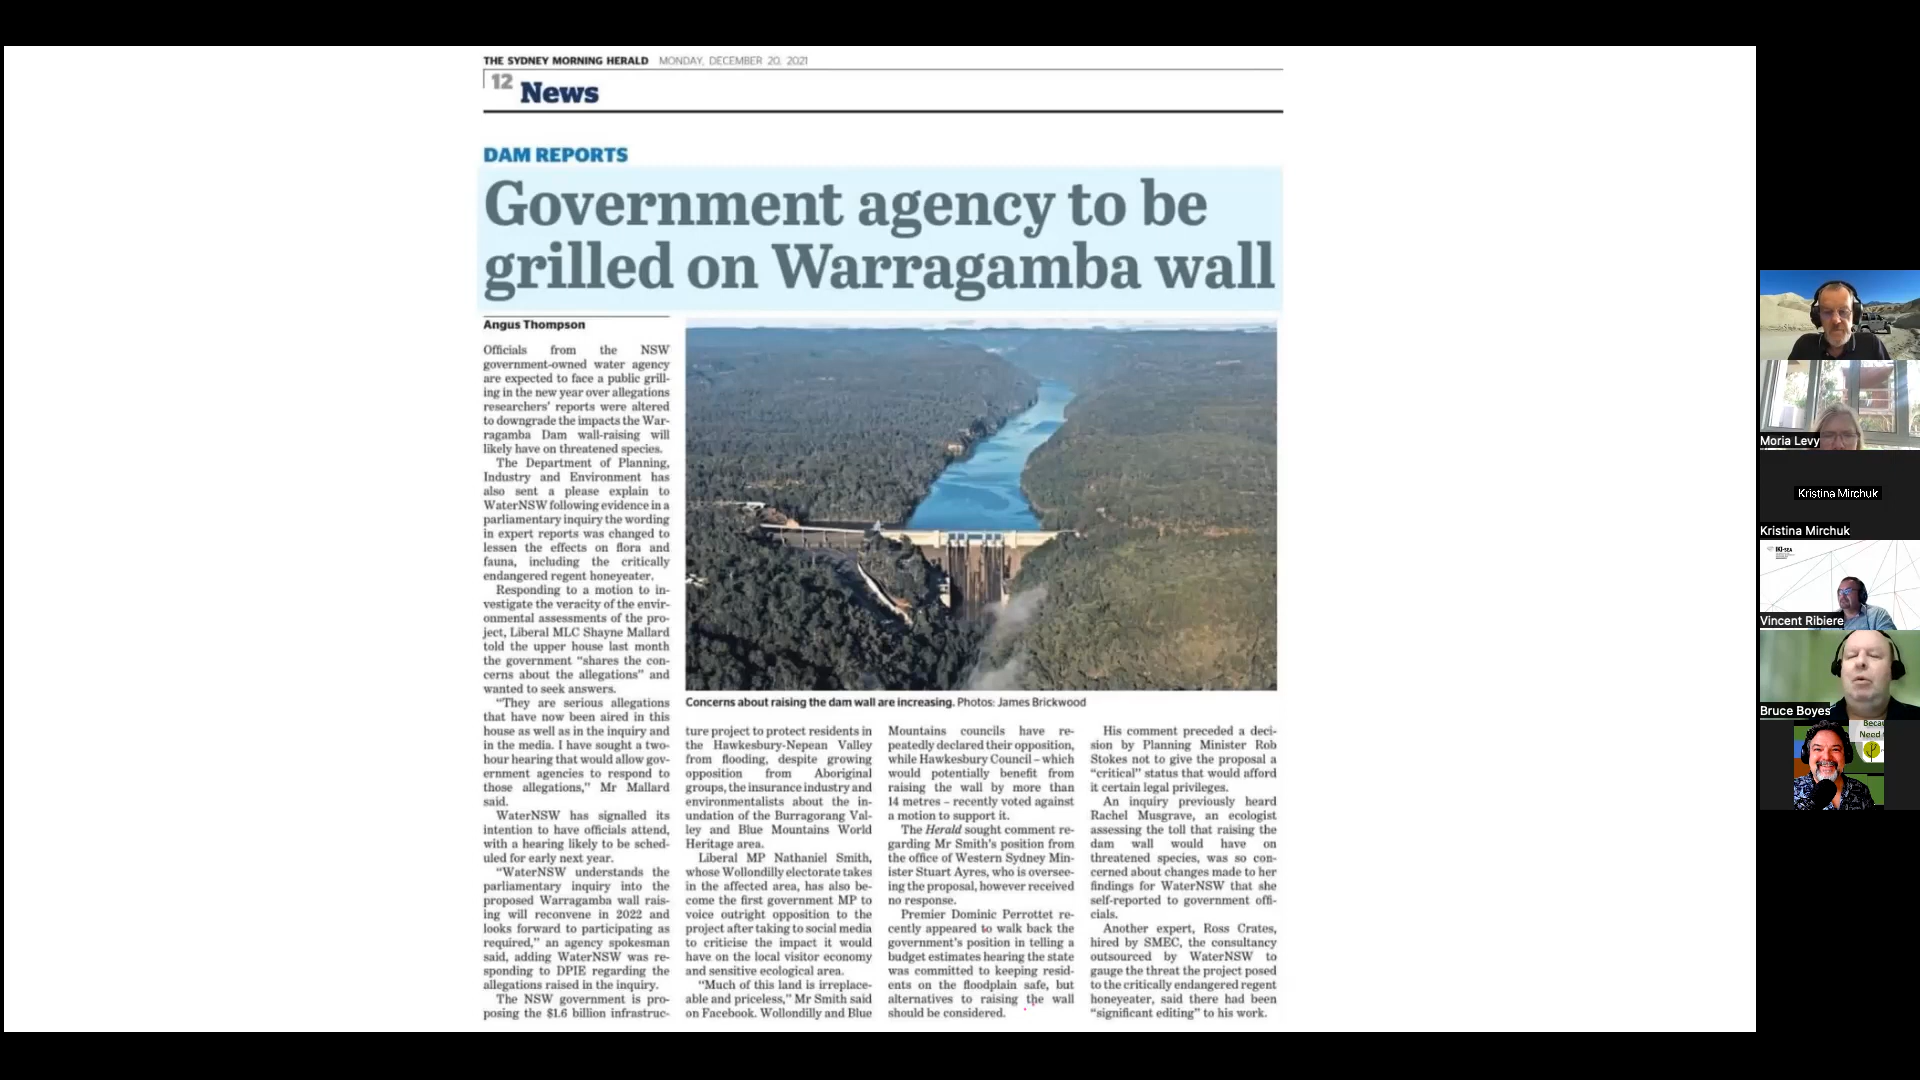 THE SYDNEY MORNING HERALD MONDAY, DECEMBER 20, 2021
12 News
DAM REPORTS
Government agency to be
grilled on Warragamba wall
Angus Thompson
Officials from the NSW
government-owned water agency
are expected to face a public grill-
ing in the new year over allegations
researchers' reports were altered
to downgrade the impacts the War-
ragamba Dam wall-raising will
likely have on threatened species.
The Department of Planning,
Industry and Environment has
also sent a please explain to
WaterNSW following evidence in a
parliamentary inquiry the wording
in expert reports was changed to
lessen the effects on flora and
fauna, including the critically
endangered regent honeyeater.
Responding to a motion to in-
vestigate the veracity of the envir-
onmental assessments of the pro-
ject, Liberal MLC Shayne Mallard
told the upper house last month
the government “shares the con-
cerns about the allegations” and
wanted to seek answers.
“They are serious allegations
that have now been aired in this
house as well as in the inquiry and
in the media. I have sought a two-
hour hearing that would allow gov-
ernment agencies to respond to
those allegations,” Mr Mallard
said.
WaterNSW has signalled its
intention to have officials attend,
with a hearing likely to be sched-
uled for early next year.
“WaterNSW understands the
parliamentary inquiry into the
proposed Warragamba wall rais-
ing will reconvene in 2022 and
looks forward to participating as
required,” an agency spokesman
said, adding WaterNSW was re-
sponding to DPIE regarding the
allegations raised in the inquiry.
The NSW government is pro-
posing the $1.6 billion infrastruc-
Concerns about raising the dam wall are increasing. Photos: James Brickwood
ture project to protect residents in
the Hawkesbury-Nepean Valley
from flooding, despite growing
opposition from Aboriginal
groups, the insurance industry and
environmentalists about the in-
undation of the Burragorang Val-
ley and Blue Mountains World
Heritage area.
Liberal MP Nathaniel Smith,
whose Wollondilly electorate takes
in the affected area, has also be-
come the first government MP to
voice outright opposition to the
project after taking to social media
to criticise the impact it would
have on the local visitor economy
and sensitive ecological area.
“Much of this land is irreplace-
able and priceless,” Mr Smith said
on Facebook. Wollondilly and Blue
Mountains councils have re-
peatedly declared their opposition,
while Hawkesbury Council – which
would potentially benefit from
raising the wall by more than
14 metres – recently voted against
a motion to support it.
The Herald sought comment re-
garding Mr Smith's position from
the office of Western Sydney Min-
ister Stuart Ayres, who is oversee-
ing the proposal, however received
no response.
Premier Dominic Perrottet re-
cently appeared to walk back the
government's position in telling a
budget estimates hearing the state
was committed to keeping resid-
ents on the floodplain safe, but
alternatives to raising the wall
should be considered.
His comment preceded a deci-
sion by Planning Minister Rob
Stokes not to give the proposal a
“critical” status that would afford
it certain legal privileges.
An inquiry previously heard
Rachel Musgrave, an ecologist
assessing the toll that raising the
dam wall would have on
threatened species, was so con-
cerned about changes made to her
findings for WaterNSW that she
self-reported to government offi-
cials.
Another expert, Ross Crates,
hired by SMEC, the consultancy
outsourced by WaterNSW to
gauge the threat the project posed
to the critically endangered regent
honeyeater, said there had been
“significant editing” to his work.
Moria Levy
Kristina Mirchuk
Kristina Mirchuk
IKI-SEA
Vincent Ribiere
Bruce Boyes
Becau
Need